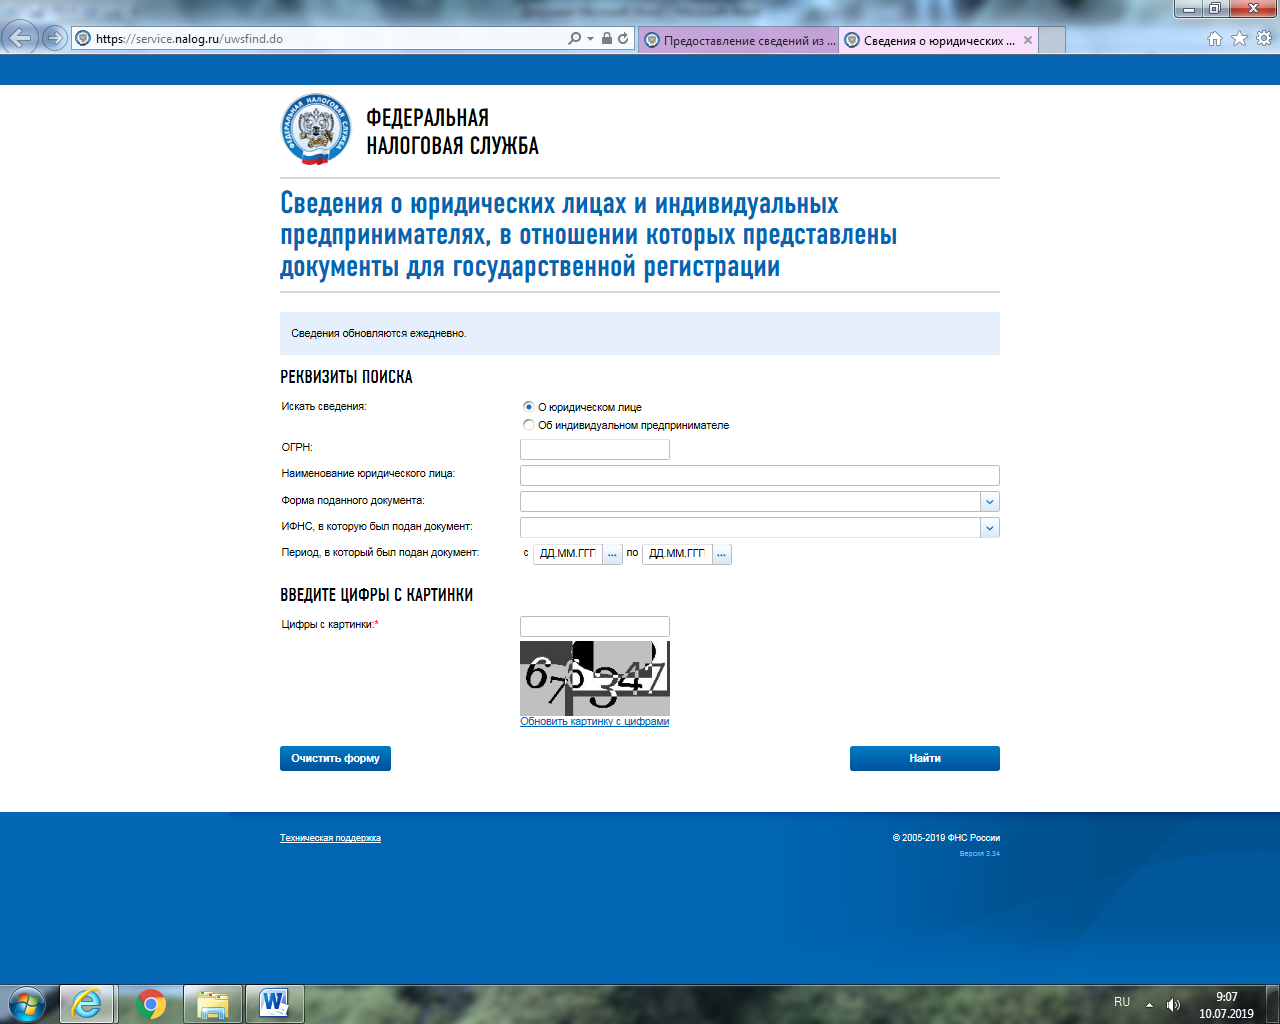 https://service.nalog.ru/uwsfind.do
Предоставление сведений из ...
Сведения о юридических ...
ФЕДЕРАЛЬНАЯ
НАЛОГОВАЯ СЛУЖБА
Сведения о юридических лицах и индивидуальных
предпринимателях, в отношении которых представлены
документы для государственной регистрации
Сведения обновляются ежедневно.
РЕКВИЗИТЫ ПОИСКА
Искать сведения:
О юридическом лице
Об индивидуальном предпринимателе
ОГРН:
Наименование юридического лица:
Форма поданного документа:
ИФНС, в которую был подан документ:
Период, в который был подан документ: с ДД.ММ.ГГГ ... по ДД.ММ.ГГГ ...
ВВЕДИТЕ ЦИФРЫ С КАРТИНКИ
Цифры с картинки:*
Обновить картинку с цифрами
Очистить форму
Найти
Техническая поддержка
© 2005-2019 ФНС России
Версия 3.34
RU
9:07
10.07.2019